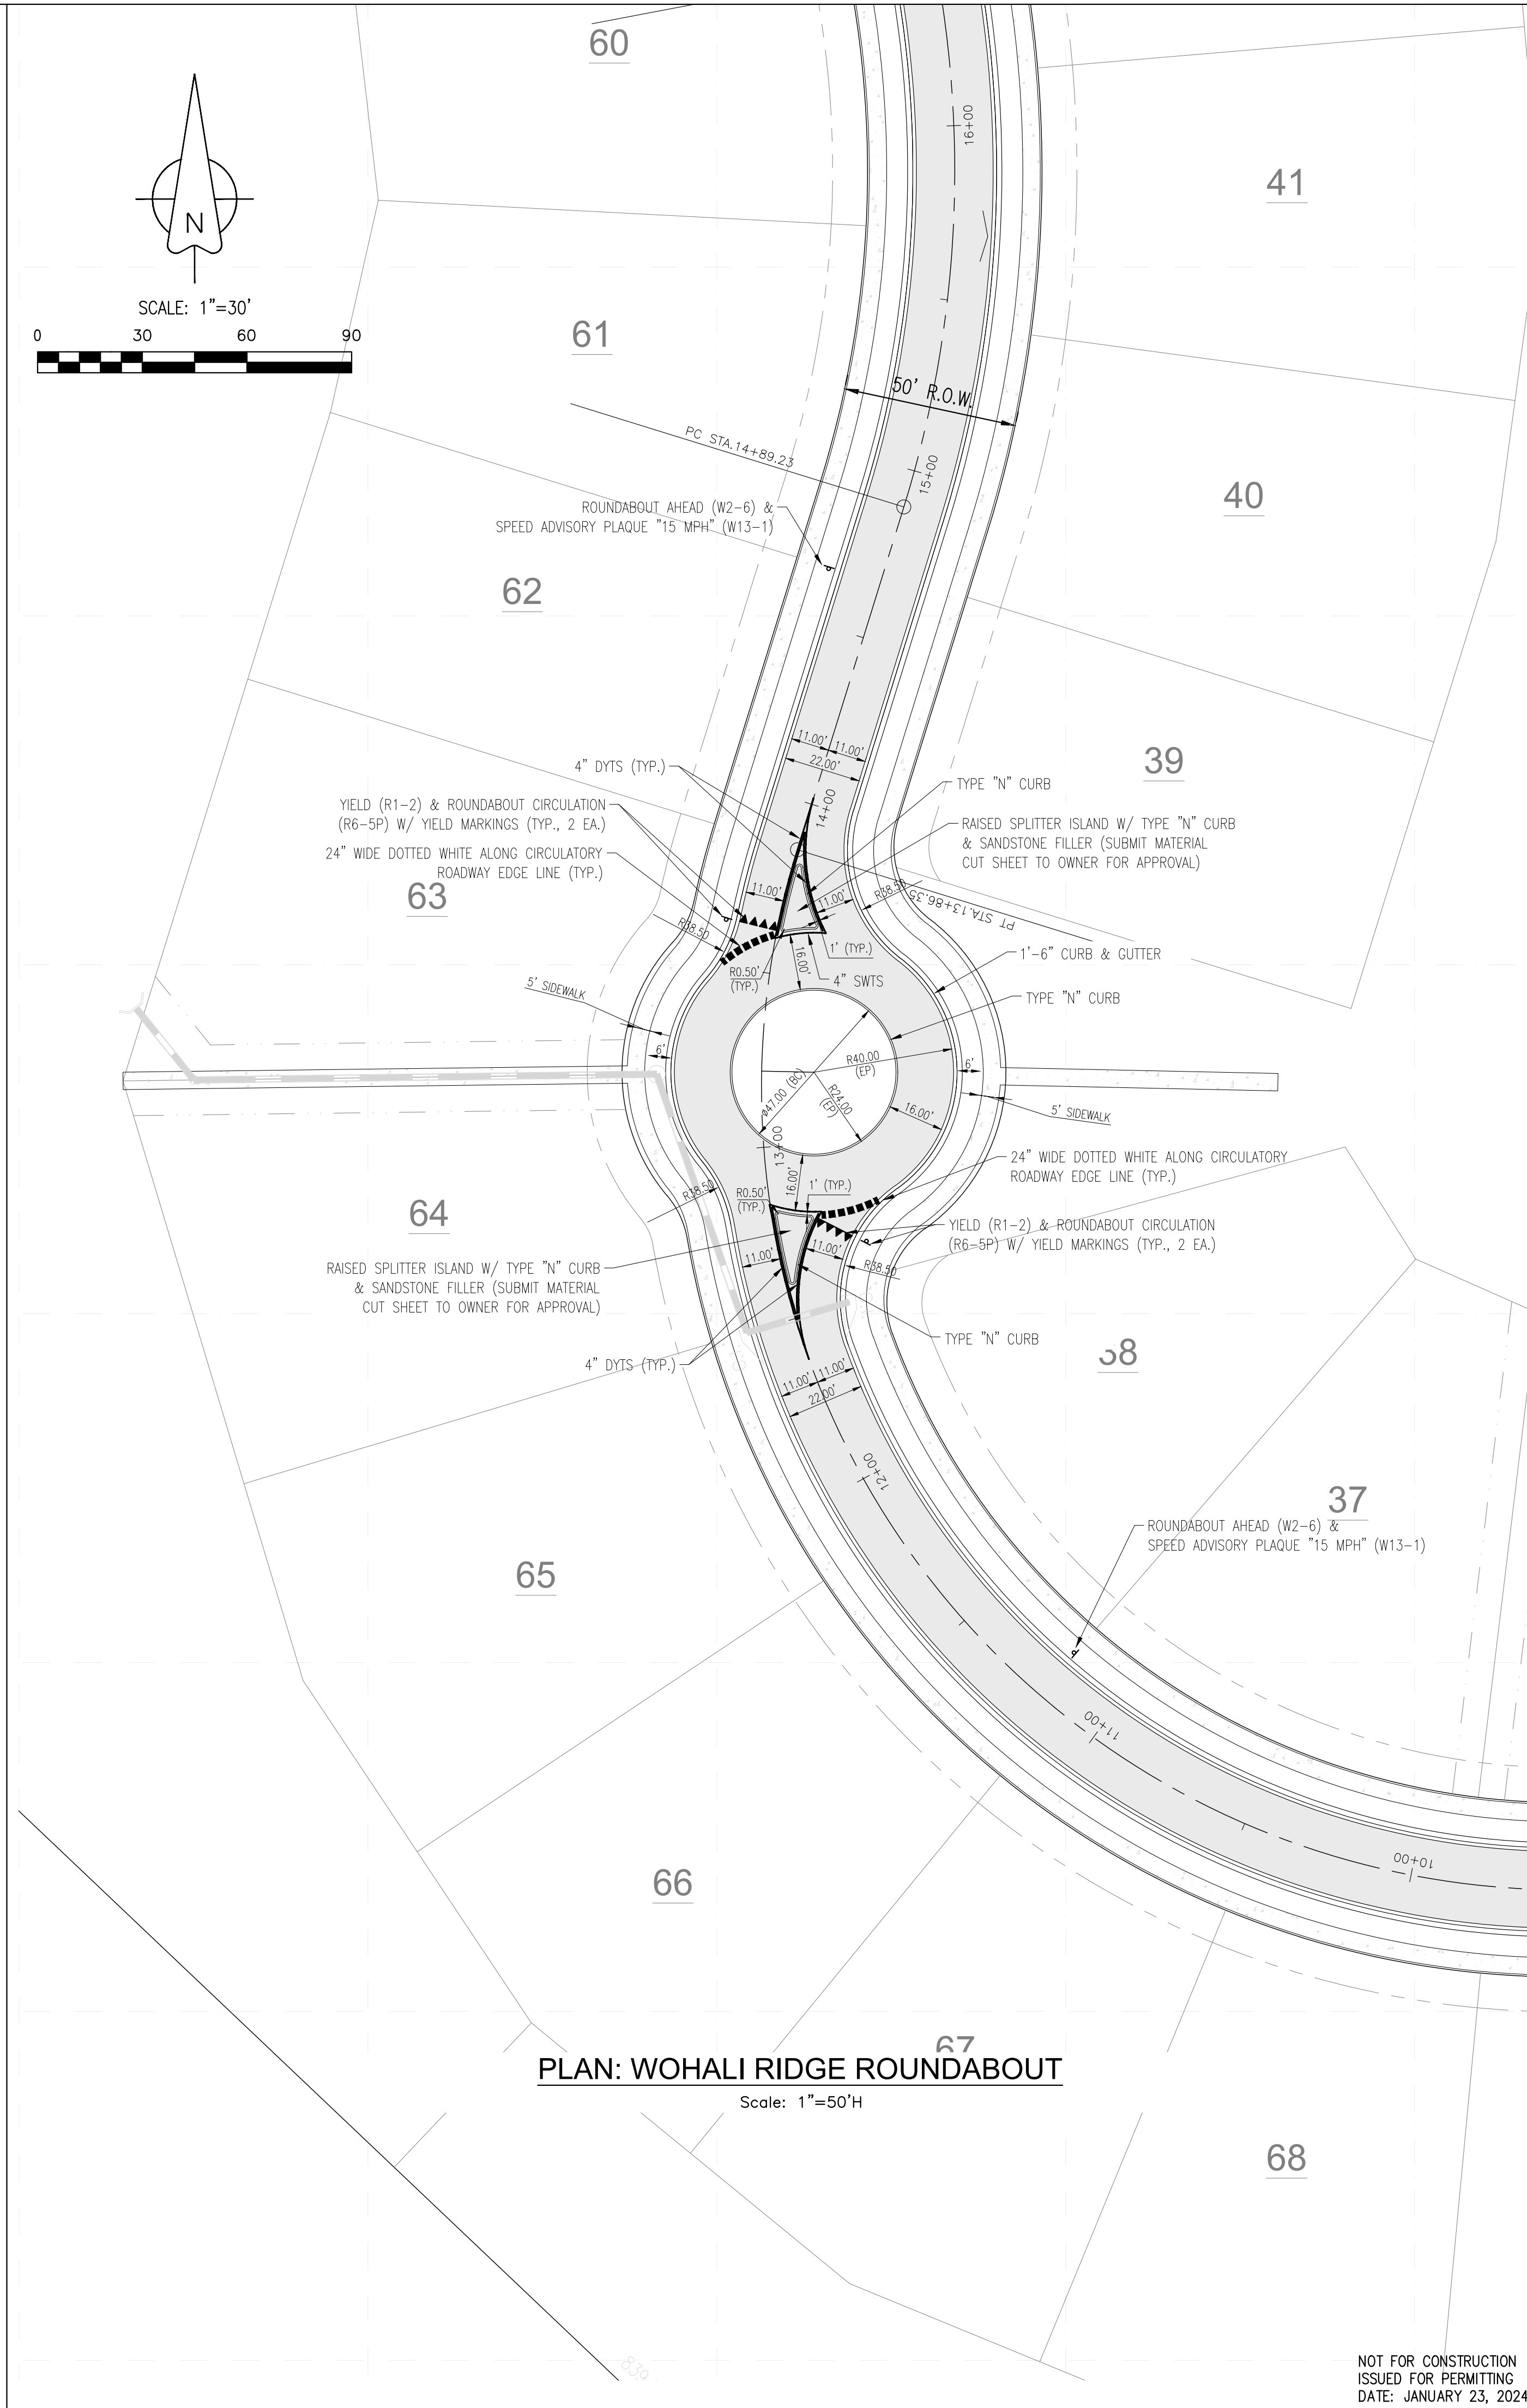 60
16+00
41
N
SCALE: 1"=30'
0 30 60 90
61
50' R.O.W.
PC STA.14+89.23
15+00
40
ROUNDABOUT AHEAD (W2-6) &
SPEED ADVISORY PLAQUE "15 MPH" (W13-1)
62
11.00' 11.00'
22.00'
39
4" DYTS (TYP.)
TYPE "N" CURB
14+00
YIELD (R1-2) & ROUNDABOUT CIRCULATION
(R6-5P) W/ YIELD MARKINGS (TYP., 2 EA.)
RAISED SPLITTER ISLAND W/ TYPE "N" CURB
& SANDSTONE FILLER (SUBMIT MATERIAL
CUT SHEET TO OWNER FOR APPROVAL)
24" WIDE DOTTED WHITE ALONG CIRCULATORY
ROADWAY EDGE LINE (TYP.)
63
11.00'
11.00'
R38.50
PT STA.13+86.35
R38.50
1' (TYP.)
16.00'
1'-6" CURB & GUTTER
R0.50'
(TYP.)
4" SWTS
5' SIDEWALK
TYPE "N" CURB
6'
R40.00
(EP)
6'
ø47.00 (BC)
R24.00
(EP)
16.00'
5' SIDEWALK
13+00
24" WIDE DOTTED WHITE ALONG CIRCULATORY
ROADWAY EDGE LINE (TYP.)
16.00'
R38.50
R0.50'
(TYP.)
1' (TYP.)
64
YIELD (R1-2) & ROUNDABOUT CIRCULATION
(R6-5P) W/ YIELD MARKINGS (TYP., 2 EA.)
11.00'
11.00'
R38.50
RAISED SPLITTER ISLAND W/ TYPE "N" CURB
& SANDSTONE FILLER (SUBMIT MATERIAL
CUT SHEET TO OWNER FOR APPROVAL)
TYPE "N" CURB
38
4" DYTS (TYP.)
11.00' 11.00'
22.00'
12+00
37
ROUNDABOUT AHEAD (W2-6) &
SPEED ADVISORY PLAQUE "15 MPH" (W13-1)
65
11+00
10+00
66
67
PLAN: WOHALI RIDGE ROUNDABOUT
Scale: 1"=50'H
68
839
NOT FOR CONSTRUCTION
ISSUED FOR PERMITTING
DATE: JANUARY 23, 2024